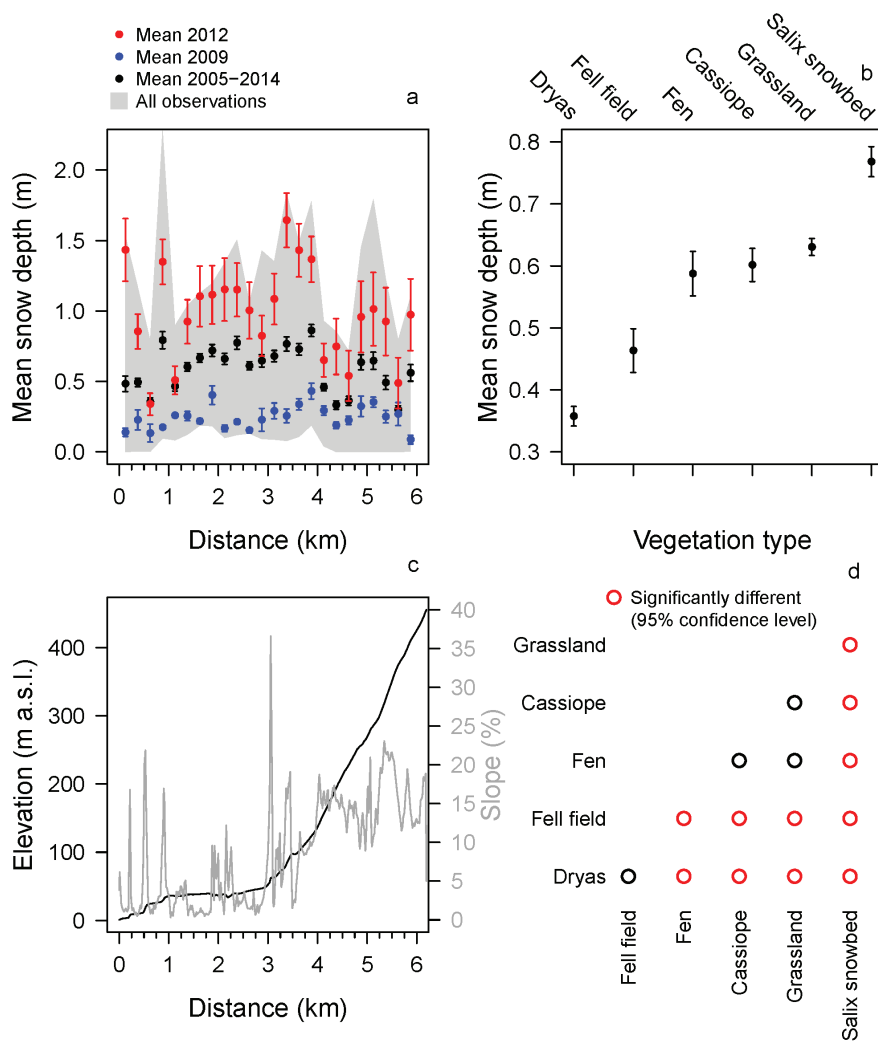 Mean 2012
Mean 2009
Mean 2005−2014
All observations
a
Mean snow depth (m)
2.0
1.5
1.0
0.5
0.0
0 1 2 3 4 5 6
Distance (km)
b
Dryas
Fell field
Fen
Cassiope
Grassland
Salix snowbed
Mean snow depth (m)
0.8
0.7
0.6
0.5
0.4
0.3
Vegetation type
c
Elevation (m a.s.l.)
400
300
200
100
0
40
35
30
25
20
15
10
5
0
Slope (%)
0 1 2 3 4 5 6
Distance (km)
d
Significantly different
(95% confidence level)
Grassland
Cassiope
Fen
Fell field
Dryas
Fell field
Fen
Cassiope
Grassland
Salix snowbed